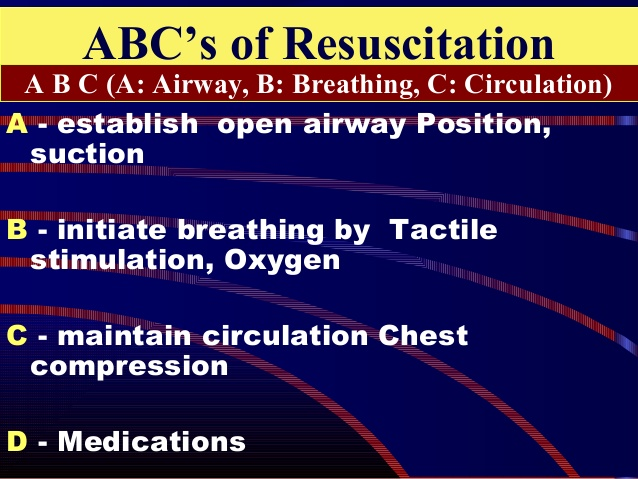 ABC’s of Resuscitation
A B C (A: Airway, B: Breathing, C: Circulation)
A - establish open airway Position,
suction
B - initiate breathing by Tactile
stimulation, Oxygen
C - maintain circulation Chest
compression
D - Medications